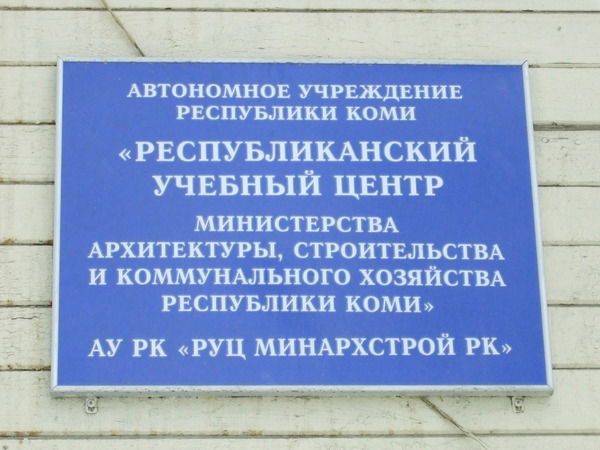 АВТОНОМНОЕ УЧРЕЖДЕНИЕ
РЕСПУБЛИКИ КОМИ
«РЕСПУБЛИКАНСКИЙ
УЧЕБНЫЙ ЦЕНТР
МИНИСТЕРСТВА
АРХИТЕКТУРЫ, СТРОИТЕЛЬСТВА
И КОММУНАЛЬНОГО ХОЗЯЙСТВА
РЕСПУБЛИКИ КОМИ»
АУ РК «РУЦ МИНАРХСТРОЙ РК»